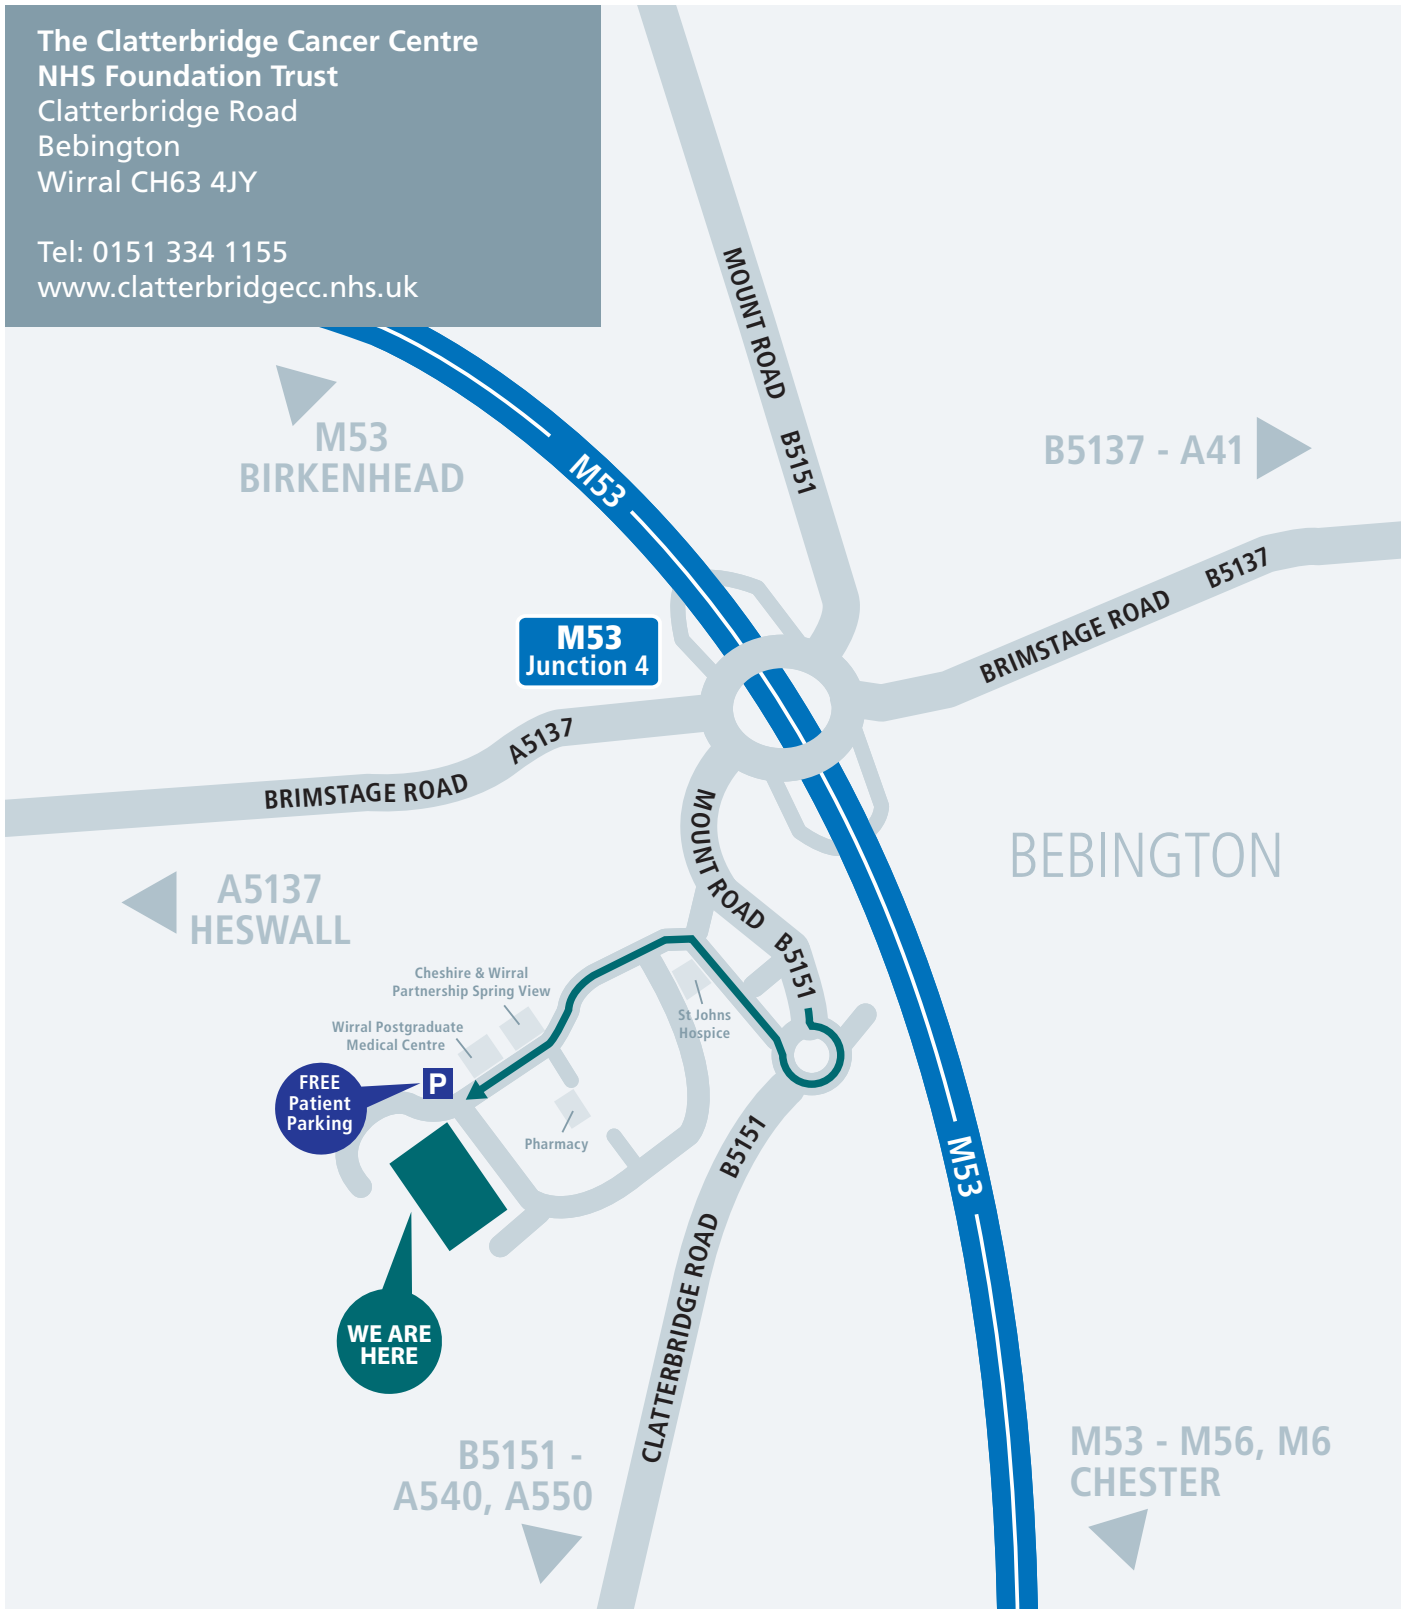 The Clatterbridge Cancer Centre
NHS Foundation Trust
Clatterbridge Road
Bebington
Wirral CH63 4JY
Tel: 0151 334 1155
www.clatterbridgecc.nhs.uk
MOUNT ROAD B5151
M53
BIRKENHEAD
B5137 - A41
M53
BRIMSTAGE ROAD B5137
M53
Junction 4
BRIMSTAGE ROAD A5137
MOUNT ROAD B5151
BEBINGTON
A5137
HESWALL
Cheshire & Wirral
Partnership Spring View
St Johns
Hospice
Wirral Postgraduate
Medical Centre
FREE
Patient
Parking
P
Pharmacy
M53
CLATTERBRIDGE ROAD B5151
WE ARE
HERE
B5151 -
A540, A550
M53 - M56, M6
CHESTER